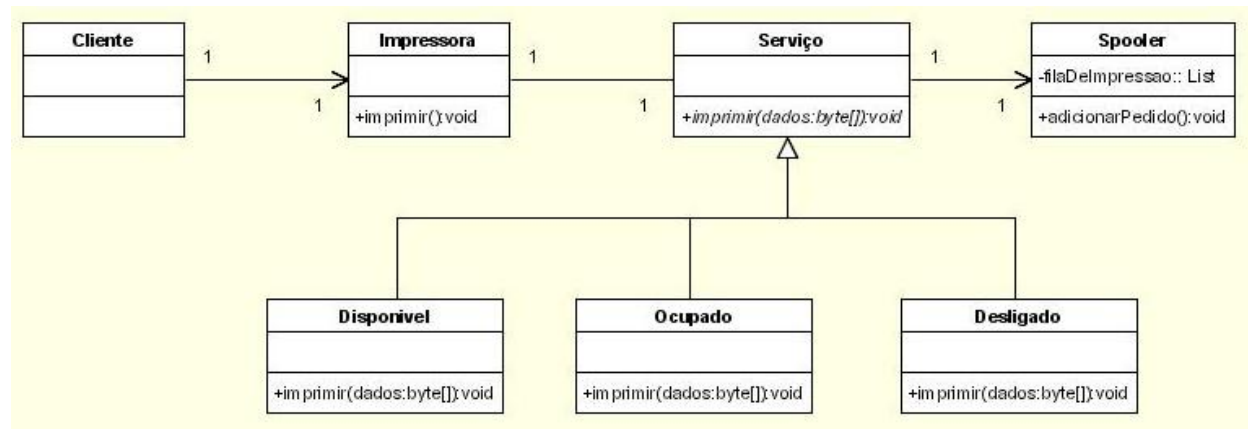 Cliente
Impressora
Serviço
Spooler
1
1
1
-filaDeImpressao:: List
1
1
1
+imprimir():void
+imprimir(dados:byte[]):void
+adicionarPedido():void
Disponivel
Ocupado
Desligado
+imprimir(dados:byte[]):void
+imprimir(dados:byte[]):void
+imprimir(dados:byte[]):void